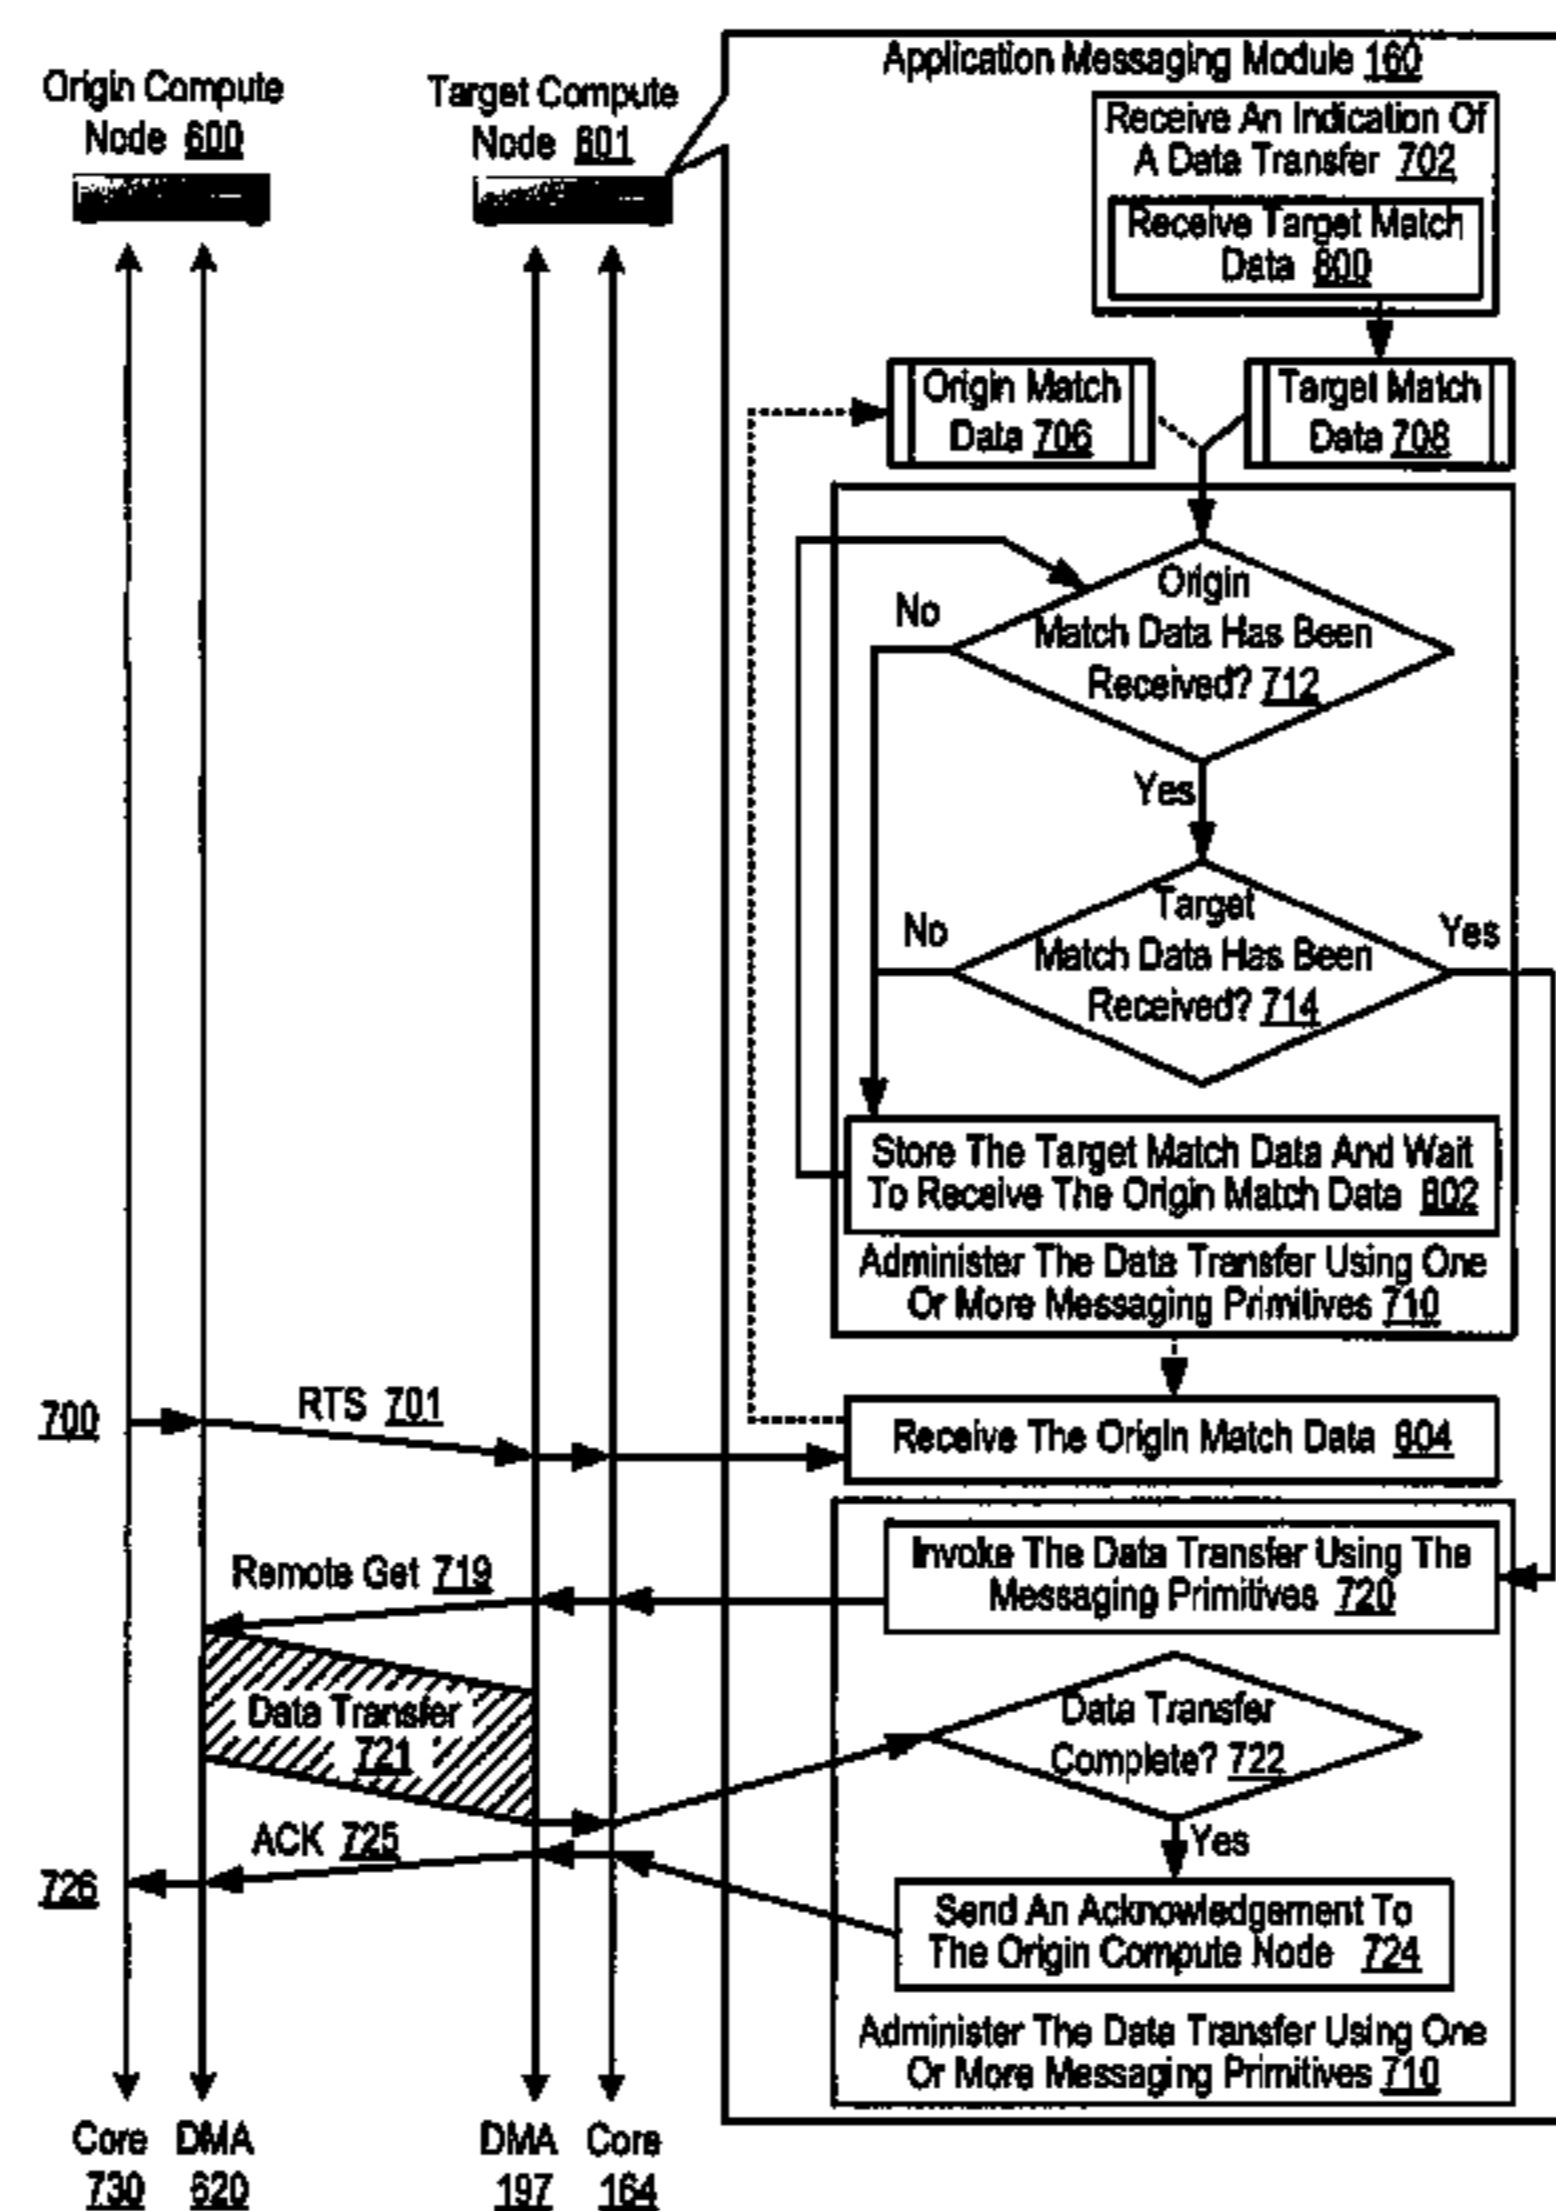 Application Messaging Module 160
Origin Compute
Node 600
Target Compute
Node 601
Receive An Indication Of
A Data Transfer 702
Receive Target Match
Data 800
Origin Match
Data 706
Target Match
Data 708
Origin
Match Data Has Been
Received? 712
No
Yes
Target
Match Data Has Been
Received? 714
No
Yes
Store The Target Match Data And Wait
To Receive The Origin Match Data 802
Administer The Data Transfer Using One
Or More Messaging Primitives 710
700
RTS 701
Receive The Origin Match Data 804
Invoke The Data Transfer Using The
Messaging Primitives 720
Remote Get 719
Data Transfer
721
Data Transfer
Complete? 722
Yes
ACK 725
726
Send An Acknowledgement To
The Origin Compute Node 724
Administer The Data Transfer Using One
Or More Messaging Primitives 710
Core
730
DMA
620
DMA
197
Core
164